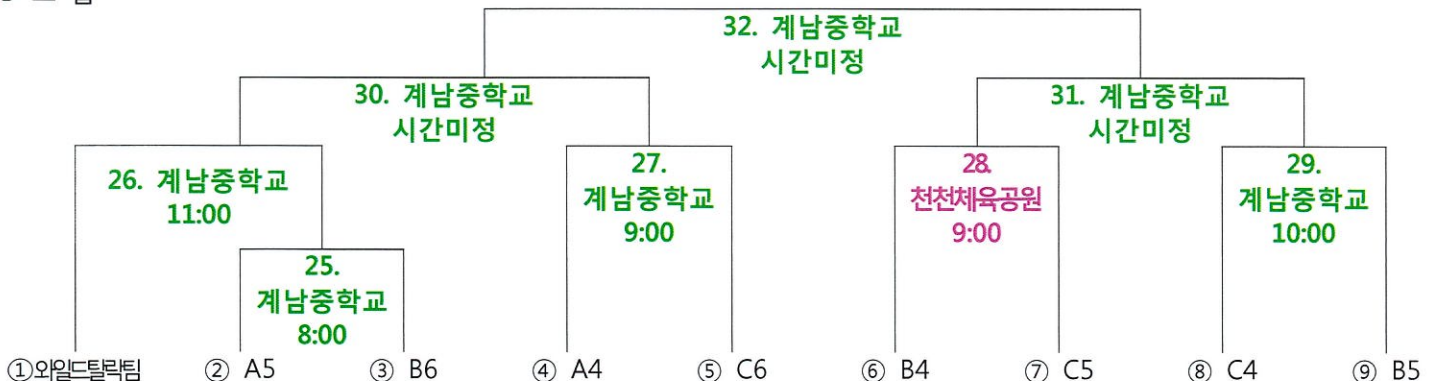 32. 계남중학교
시간미정
30. 계남중학교
시간미정
31. 계남중학교
시간미정
26. 계남중학교
11:00
27.
계남중학교
9:00
28.
천천체육공원
9:00
29.
계남중학교
10:00
25.
계남중학교
8:00
①와일드탈락팀 ② A5 ③ B6 ④ A4 ⑤ C6 ⑥ B4 ⑦ C5 ⑧ C4 ⑨ B5